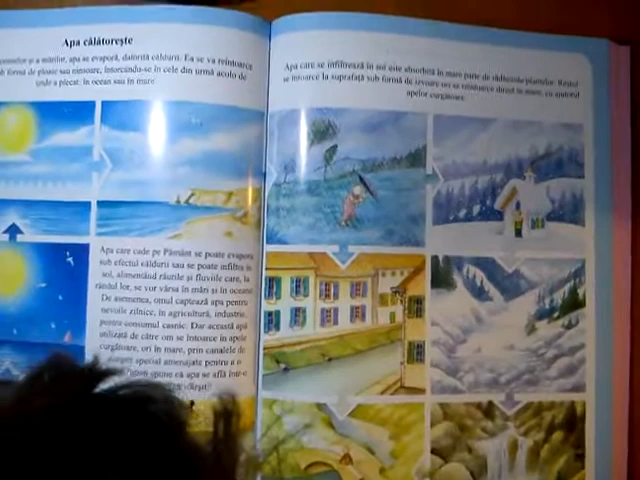 Apa călătorește
și a mărilor, apa se evaporă, datorită căldurii. Ea se va reîntoarce
sub formă de ploaie sau ninsoare, întorcându-se în cele din urmă acolo de
unde a plecat: în ocean sau în mare.
Apa care cade pe Pământ se poate evapora
sub efectul căldurii sau se poate infiltra în
sol, alimentând râurile și fluviile care, la
rândul lor, se vor vărsa în mări și în oceane.
De asemenea, omul captează apa pentru
nevoile zilnice, în agricultură, industrie,
pentru consumul casnic. Dar această apă
utilizată de către om se întoarce în apele
curgătoare, ori în mare, prin canalele de
special amenajate pentru a o
spune că apa se află într-o
Apa care se infiltrează în sol este absorbită în mare parte de rădăcinile plantelor. Restul
se întoarce la suprafață sub formă de izvoare ori se reîntoarce direct în mare, cu ajutorul
apelor curgătoare.